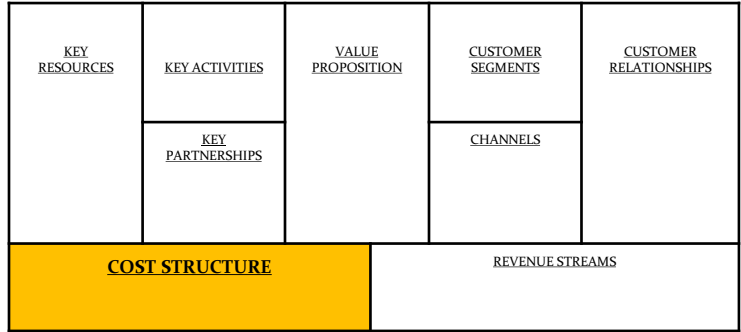 KEY
RESOURCES
KEY ACTIVITIES
KEY
PARTNERSHIPS
VALUE
PROPOSITION
CUSTOMER
SEGMENTS
CHANNELS
CUSTOMER
RELATIONSHIPS
COST STRUCTURE
REVENUE STREAMS